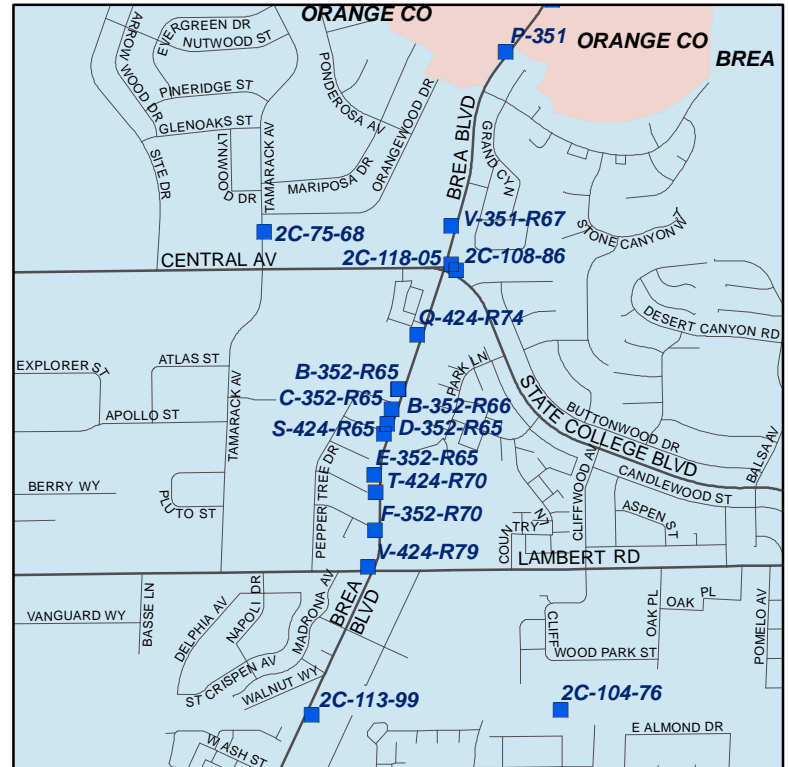 ORANGE CO
P-351
ORANGE CO
BREA
ARROW WOOD DR
EVERGREEN DR
NUTWOOD ST
PONDEROSA AV
PINERIDGE ST
GLENOAKS ST
ORANGEWOOD DR
BREA BLVD
GRAND CYN
SITE DR
LYNWOOD DR
TAMARACK AV
MARIPOSA DR
STONE CANYON WY
V-351-R67
2C-75-68
2C-118-05
2C-108-86
CENTRAL AV
Q-424-R74
DESERT CANYON RD
PARK LN
EXPLORER ST
ATLAS ST
B-352-R65
C-352-R65
B-352-R66
STATE COLLEGE BLVD
BUTTONWOOD DR
APOLLO ST
TAMARACK AV
S-424-R65
D-352-R65
BALSA AV
E-352-R65
PEPPER TREE DR
CLIFFWOOD AV
CANDLEWOOD ST
BERRY WY
PLUTO ST
T-424-R70
F-352-R70
ASPEN ST
COUNTRY LN
V-424-R79
LAMBERT RD
BASSE LN
VANGUARD WY
DELPHIA AV
NAPOLI DR
MADRONA AV
BREA BLVD
OAK PL
OAK PL
POMELO AV
CLIFF
WOOD PARK ST
ST CRISPEN AV
WALNUT WY
2C-113-99
2C-104-76
E ALMOND DR
W ASH ST